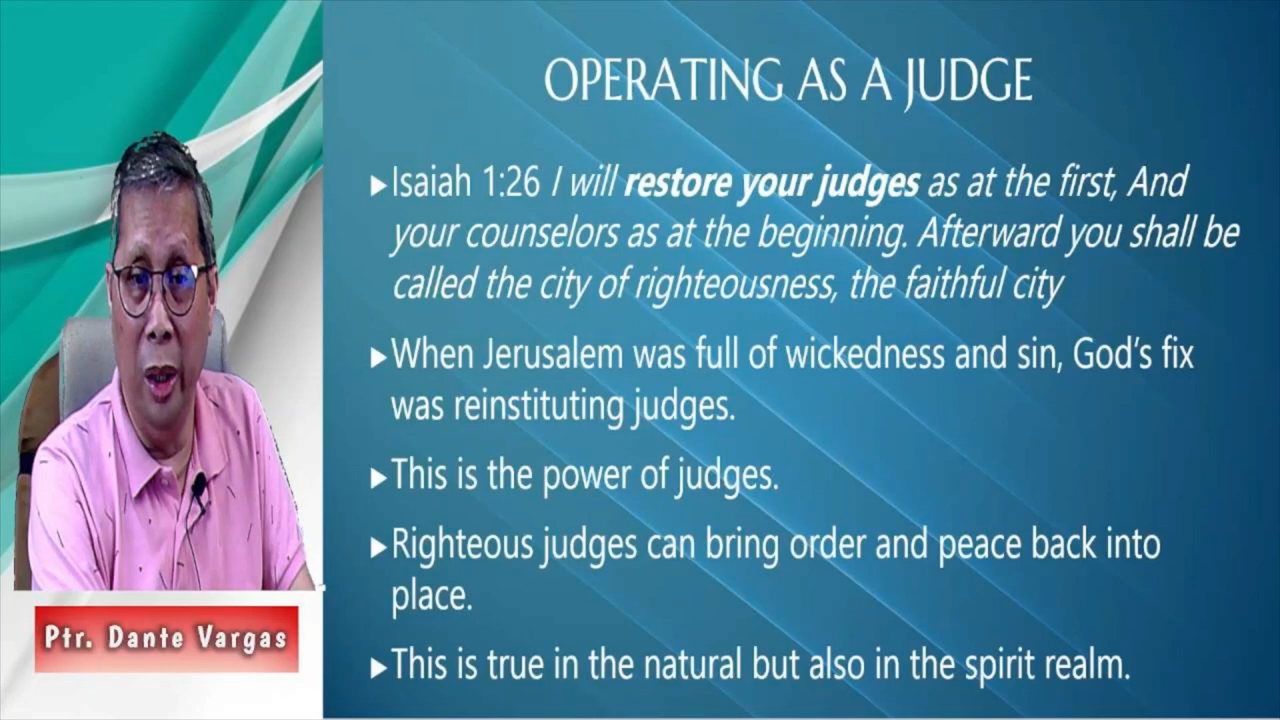 OPERATING AS A JUDGE
▶Isaiah 1:26 I will restore your judges as at the first, And
your counselors as at the beginning. Afterward you shall be
called the city of righteousness, the faithful city
▶When Jerusalem was full of wickedness and sin, God's fix
was reinstituting judges.
▶This is the power of judges.
▶Righteous judges can bring order and peace back into
place.
▶This is true in the natural but also in the spirit realm.
Ptr. Dante Vargas